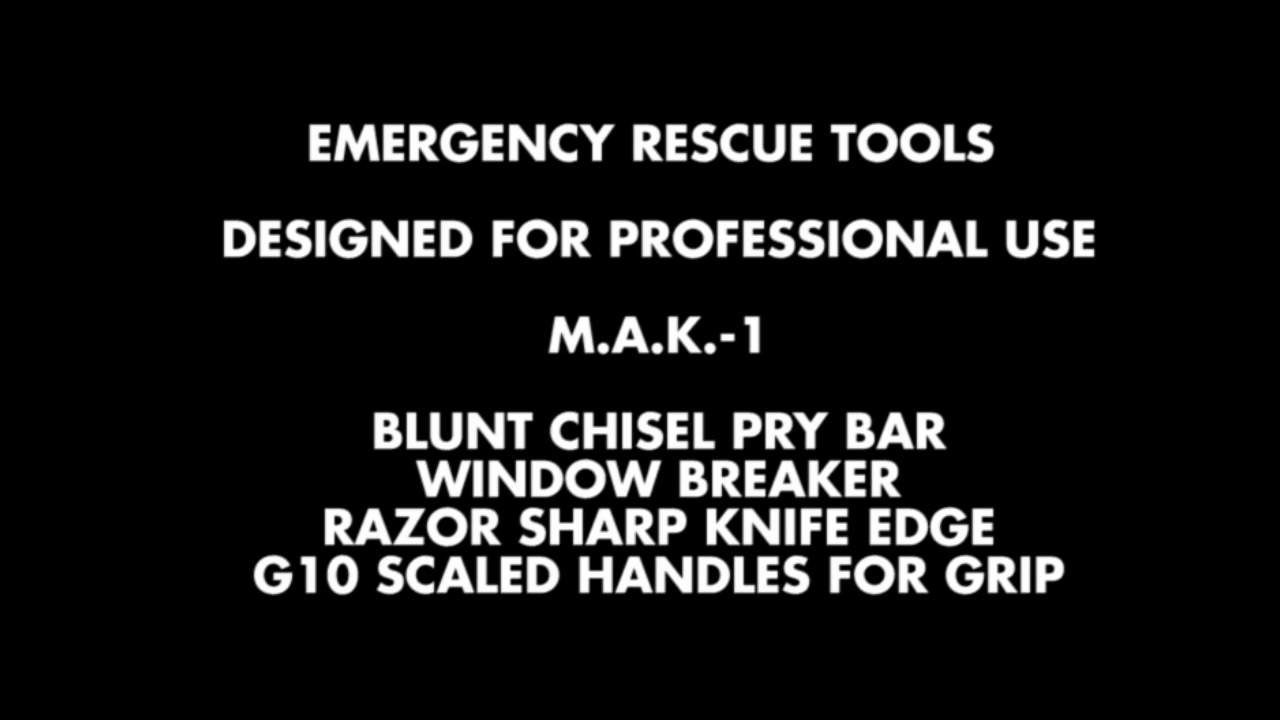 EMERGENCY RESCUE TOOLS
DESIGNED FOR PROFESSIONAL USE
M.A.K.-1
BLUNT CHISEL PRY BAR
WINDOW BREAKER
RAZOR SHARP KNIFE EDGE
G10 SCALED HANDLES FOR GRIP